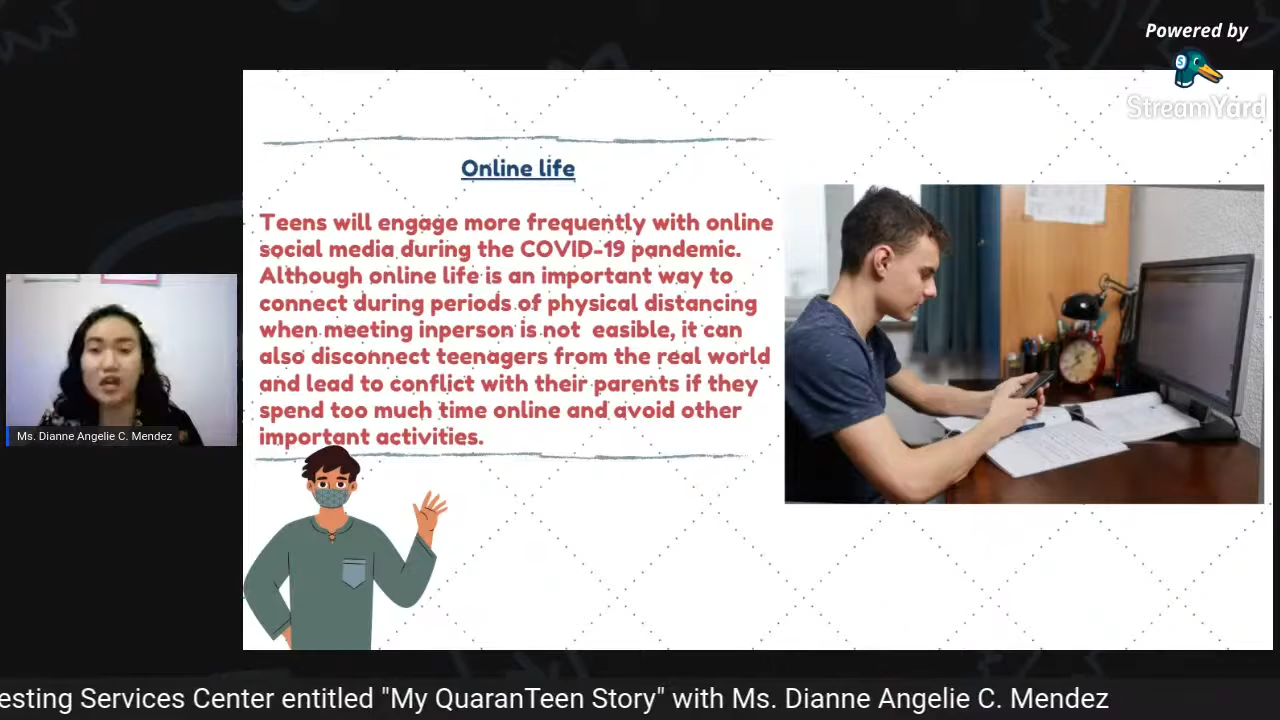 Powered by
StreamYard
Online life
Teens will engage more frequently with online
social media during the COVID-19 pandemic.
Although online life is an important way to
connect during periods of physical distancing
when meeting inperson is not easible, it can
also disconnect teenagers from the real world
and lead to conflict with their parents if they
spend too much time online and avoid other
important activities.
Ms. Dianne Angelie C. Mendez
esting Services Center entitled "My QuaranTeen Story" with Ms. Dianne Angelie C. Mendez